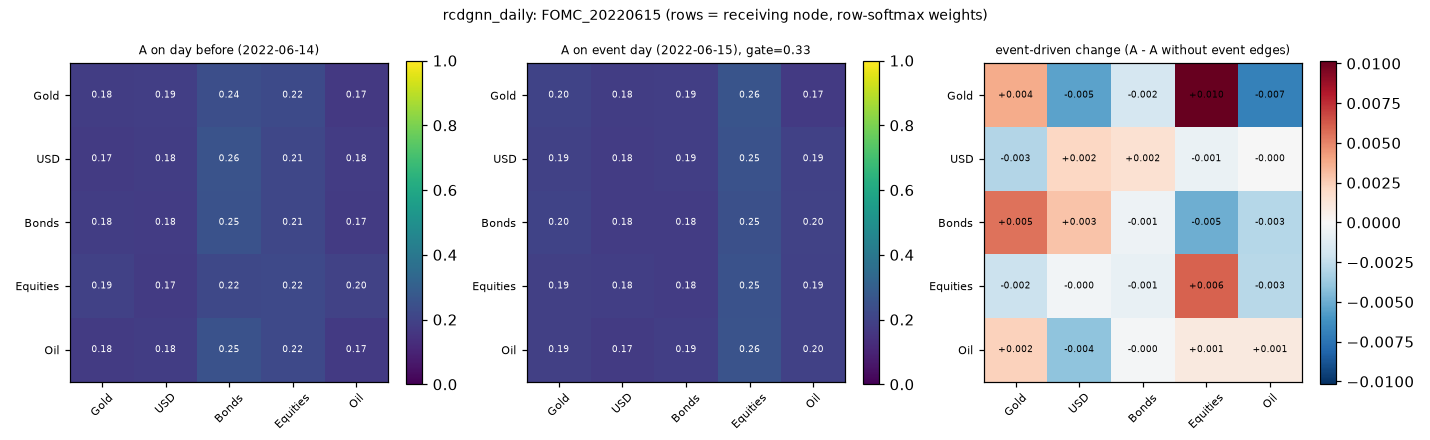 rcdgnn_daily: FOMC_20220615 (rows = receiving node, row-softmax weights)
A on day before (2022-06-14)
Gold 0.18 0.19 0.24 0.22 0.17
USD 0.17 0.18 0.26 0.21 0.18
Bonds 0.18 0.18 0.25 0.21 0.17
Equities 0.19 0.17 0.22 0.22 0.20
Oil 0.18 0.18 0.25 0.22 0.17
Gold USD Bonds Equities Oil
1.0
0.8
0.6
0.4
0.2
0.0
A on event day (2022-06-15), gate=0.33
Gold 0.20 0.18 0.19 0.26 0.17
USD 0.19 0.18 0.19 0.25 0.19
Bonds 0.20 0.18 0.18 0.25 0.20
Equities 0.19 0.18 0.18 0.25 0.19
Oil 0.19 0.17 0.19 0.26 0.20
Gold USD Bonds Equities Oil
1.0
0.8
0.6
0.4
0.2
0.0
event-driven change (A - A without event edges)
Gold +0.004 -0.005 -0.002 +0.010 -0.007
USD -0.003 +0.002 +0.002 -0.001 -0.000
Bonds +0.005 +0.003 -0.001 -0.005 -0.003
Equities -0.002 -0.000 -0.001 +0.006 -0.003
Oil +0.002 -0.004 -0.000 +0.001 +0.001
Gold USD Bonds Equities Oil
0.0100
0.0075
0.0050
0.0025
0.0000
−0.0025
−0.0050
−0.0075
−0.0100